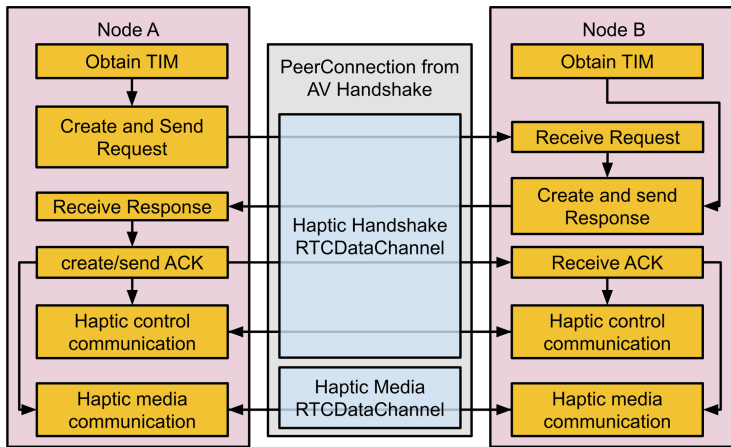 Node A
Obtain TIM
Create and Send
Request
Receive Response
create/send ACK
Haptic control
communication
Haptic media
communication
PeerConnection from
AV Handshake
Haptic Handshake
RTCDataChannel
Haptic Media
RTCDataChannel
Node B
Obtain TIM
Receive Request
Create and send
Response
Receive ACK
Haptic control
communication
Haptic media
communication